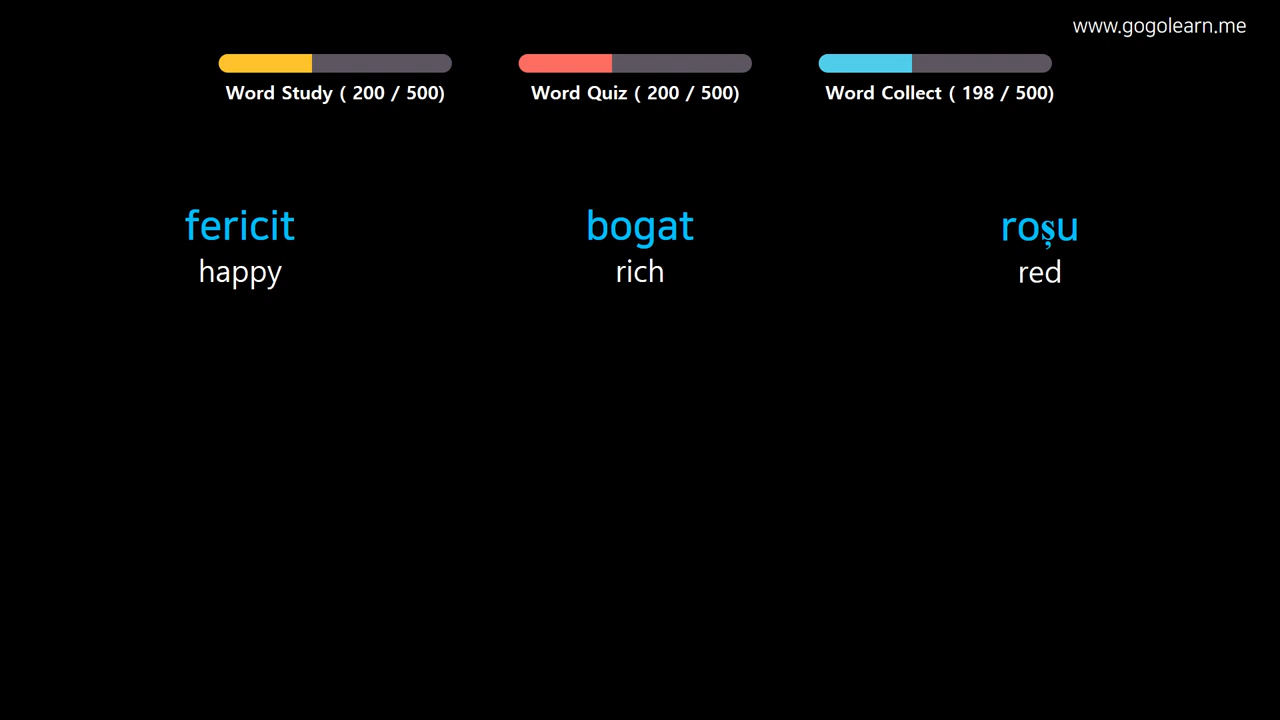 www.gogolearn.me
Word Study ( 200 / 500)
Word Quiz ( 200 / 500)
Word Collect ( 198 / 500)
fericit
happy
bogat
rich
roșu
red